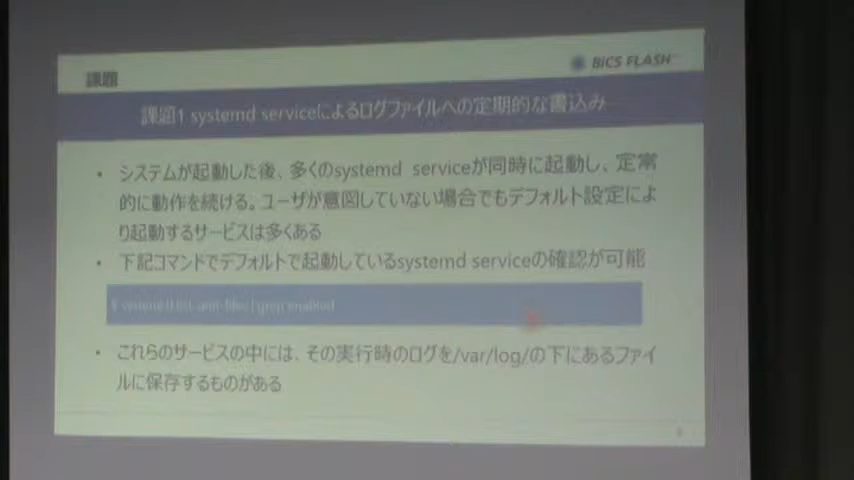 課題
BiCS FLASH
課題1 systemd serviceによるログファイルへの定期的な書込み
• システムが起動した後、多くのsystemd serviceが同時に起動し、定常
的に動作を続ける。ユーザが意図していない場合でもデフォルト設定によ
り起動するサービスは多くある
• 下記コマンドでデフォルトで起動しているsystemd serviceの確認が可能
$ systemctl list-unit-files | grep enabled
• これらのサービスの中には、その実行時のログを/var/log/の下にあるファイ
ルに保存するものがある